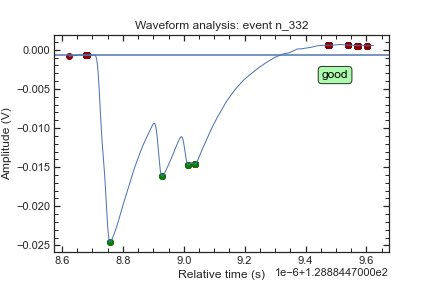 Waveform analysis: event n_332
Amplitude (V)
0.000
−0.005
−0.010
−0.015
−0.020
−0.025
good
8.6 8.8 9.0 9.2 9.4 9.6
Relative time (s) 1e−6+1.2888447000e2